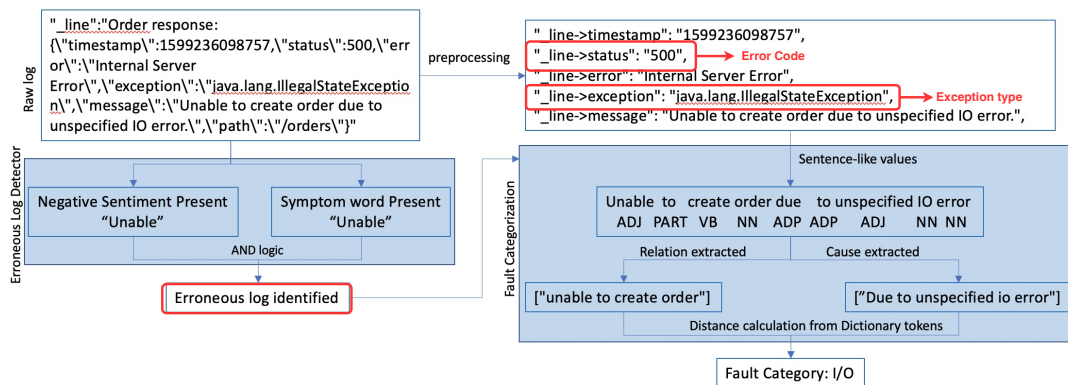 Raw log
"_line":"Order response:
{\"timestamp\":1599236098757,\"status\":500,\"err
or\":\"Internal Server
Error\",\"exception\":\"java.lang.IllegalStateExceptio
n\",\"message\":\"Unable to create order due to
unspecified IO error.\",\"path\":\"/orders\"}"
preprocessing
"_line->timestamp": "1599236098757",
"_line->status": "500",
Error Code
"_line->error": "Internal Server Error",
"_line->exception": "java.lang.IllegalStateException",
Exception type
"_line->message": "Unable to create order due to unspecified IO error.",
Erroneous Log Detector
Negative Sentiment Present
“Unable”
Symptom word Present
“Unable”
AND logic
Erroneous log identified
Fault Categorization
Sentence-like values
Unable to create order due to unspecified IO error
ADJ PART VB NN ADP ADP ADJ NN NN
Relation extracted
Cause extracted
["unable to create order"]
[”Due to unspecified io error"]
Distance calculation from Dictionary tokens
Fault Category: I/O